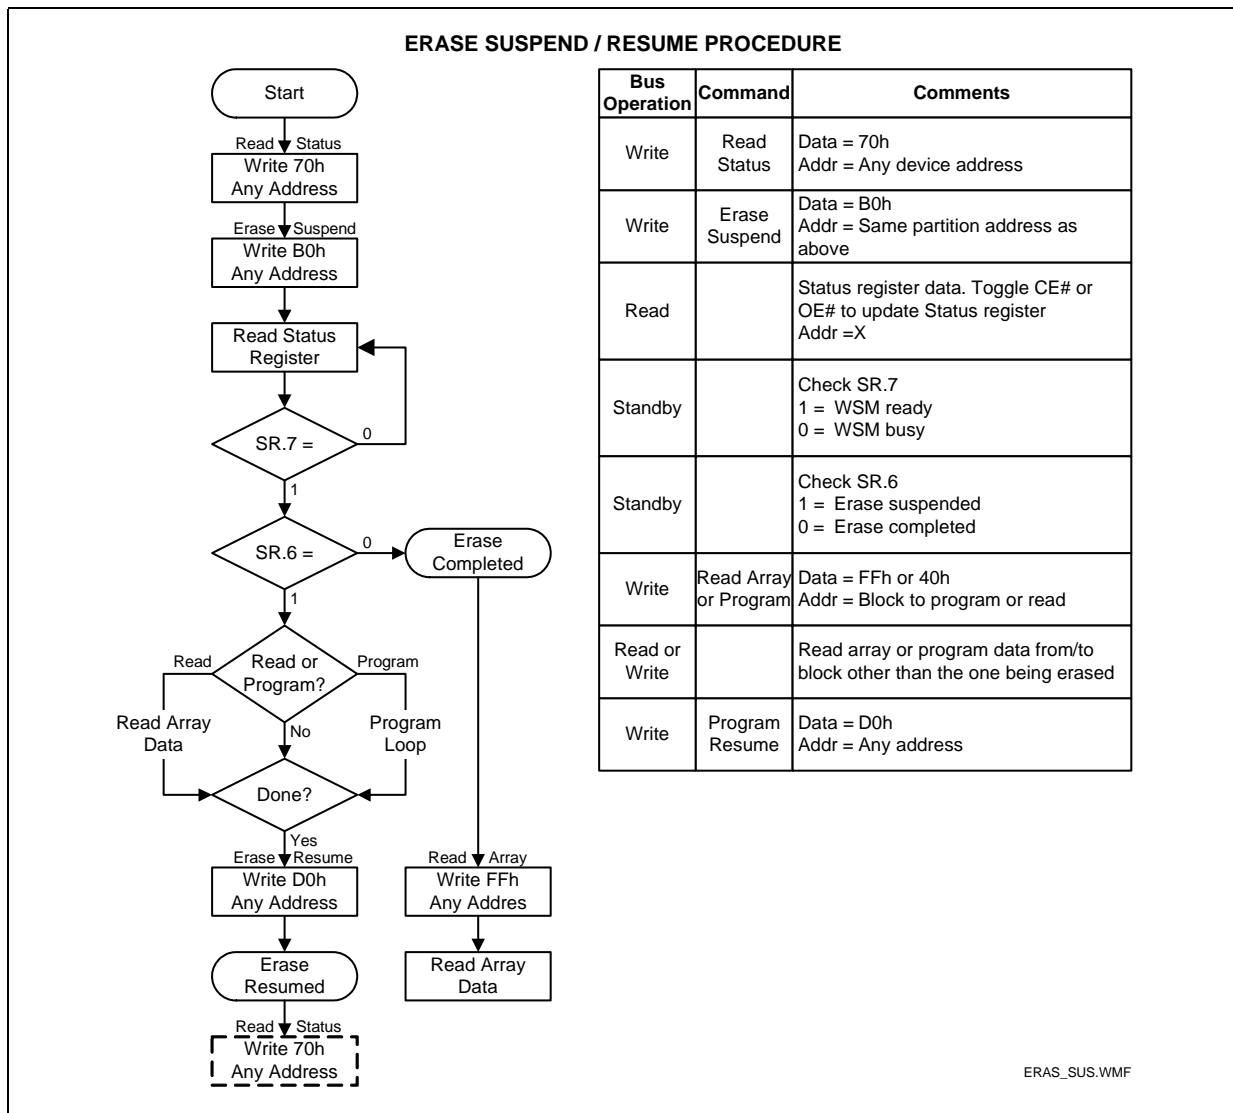 ERASE SUSPEND / RESUME PROCEDURE
Start
Read Status
Write 70h
Any Address
Erase Suspend
Write B0h
Any Address
Read Status
Register
SR.7 =
0
1
SR.6 =
0
Erase
Completed
1
Read
Read or
Program?
Program
Read Array
Data
No
Program
Loop
Done?
Yes
Erase Resume
Write D0h
Any Address
Read Array
Write FFh
Any Addres
Erase
Resumed
Read Array
Data
Read Status
Write 70h
Any Address
Bus
Operation
Command
Comments
Write
Read
Status
Data = 70h
Addr = Any device address
Write
Erase
Suspend
Data = B0h
Addr = Same partition address as
above
Read
Status register data. Toggle CE# or
OE# to update Status register
Addr =X
Standby
Check SR.7
1 = WSM ready
0 = WSM busy
Standby
Check SR.6
1 = Erase suspended
0 = Erase completed
Write
Read Array
or Program
Data = FFh or 40h
Addr = Block to program or read
Read or
Write
Read array or program data from/to
block other than the one being erased
Write
Program
Resume
Data = D0h
Addr = Any address
ERAS_SUS.WMF